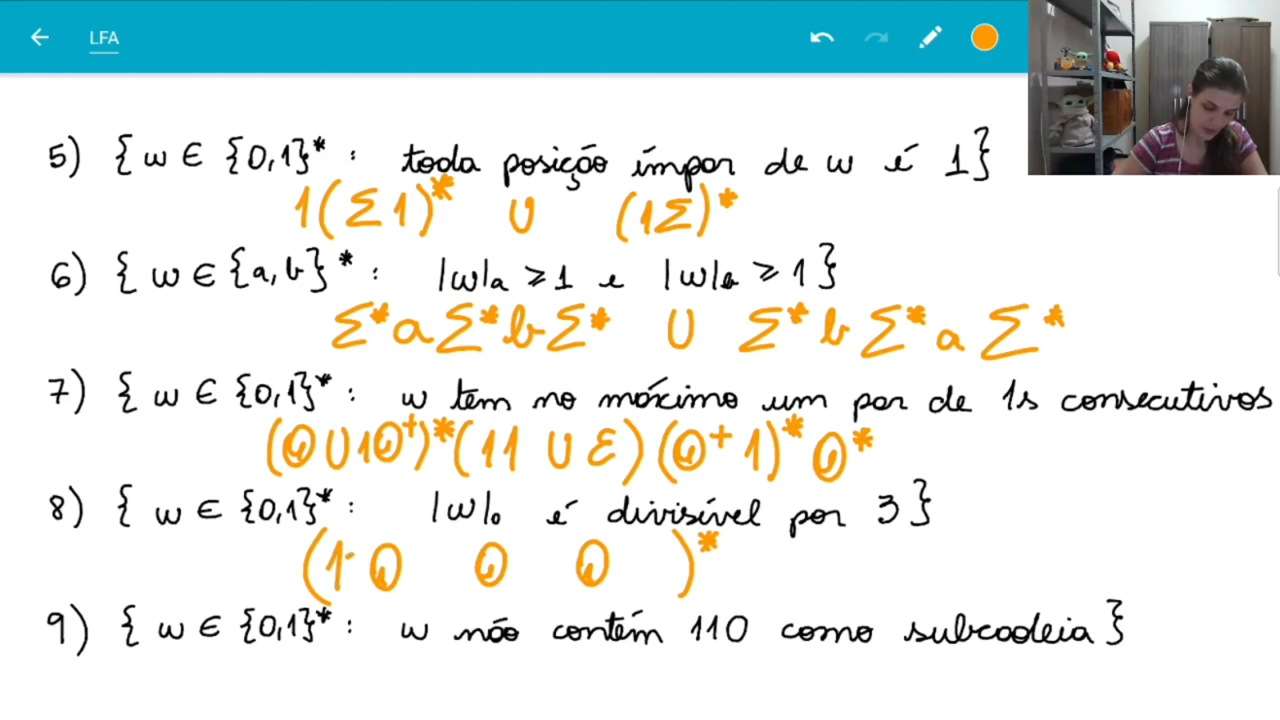 LFA
5) {w ∈ {0,1}* : toda posição ímpar de w é 1}
1(Σ1)* ∪ (1Σ)*
6) {w ∈ {a,b}* : |w|a ≥ 1 e |w|b ≥ 1}
Σ*aΣ*bΣ* ∪ Σ*bΣ*aΣ*
7) {w ∈ {0,1}* : w tem no máximo um par de 1s consecutivos
(0∪10⁺)*(11 ∪ ε)(0⁺1)*0*
8) {w ∈ {0,1}* : |w|₀ é divisível por 3}
(1 0 0 0 )*
9) {w ∈ {0,1}* : w não contém 110 como subcadeia}